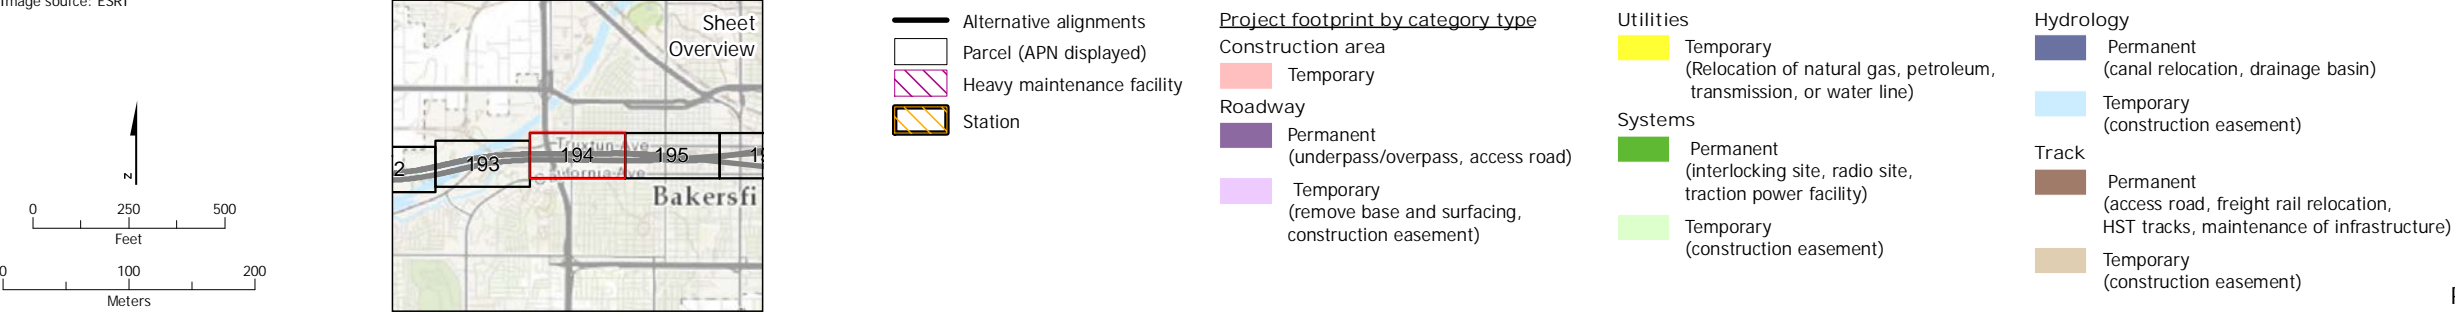 Image source: ESRI
N
0 250 500
Feet
0 100 200
Meters
Sheet
Overview
Truxtun-Ave
193
194
195
Bakersfi
Alternative alignments
Parcel (APN displayed)
Heavy maintenance facility
Station
Project footprint by category type
Construction area
Temporary
Roadway
Permanent
(underpass/overpass, access road)
Temporary
(remove base and surfacing,
construction easement)
Utilities
Temporary
(Relocation of natural gas, petroleum,
transmission, or water line)
Systems
Permanent
(interlocking site, radio site,
traction power facility)
Temporary
(construction easement)
Hydrology
Permanent
(canal relocation, drainage basin)
Temporary
(construction easement)
Track
Permanent
(access road, freight rail relocation,
HST tracks, maintenance of infrastructure)
Temporary
(construction easement)